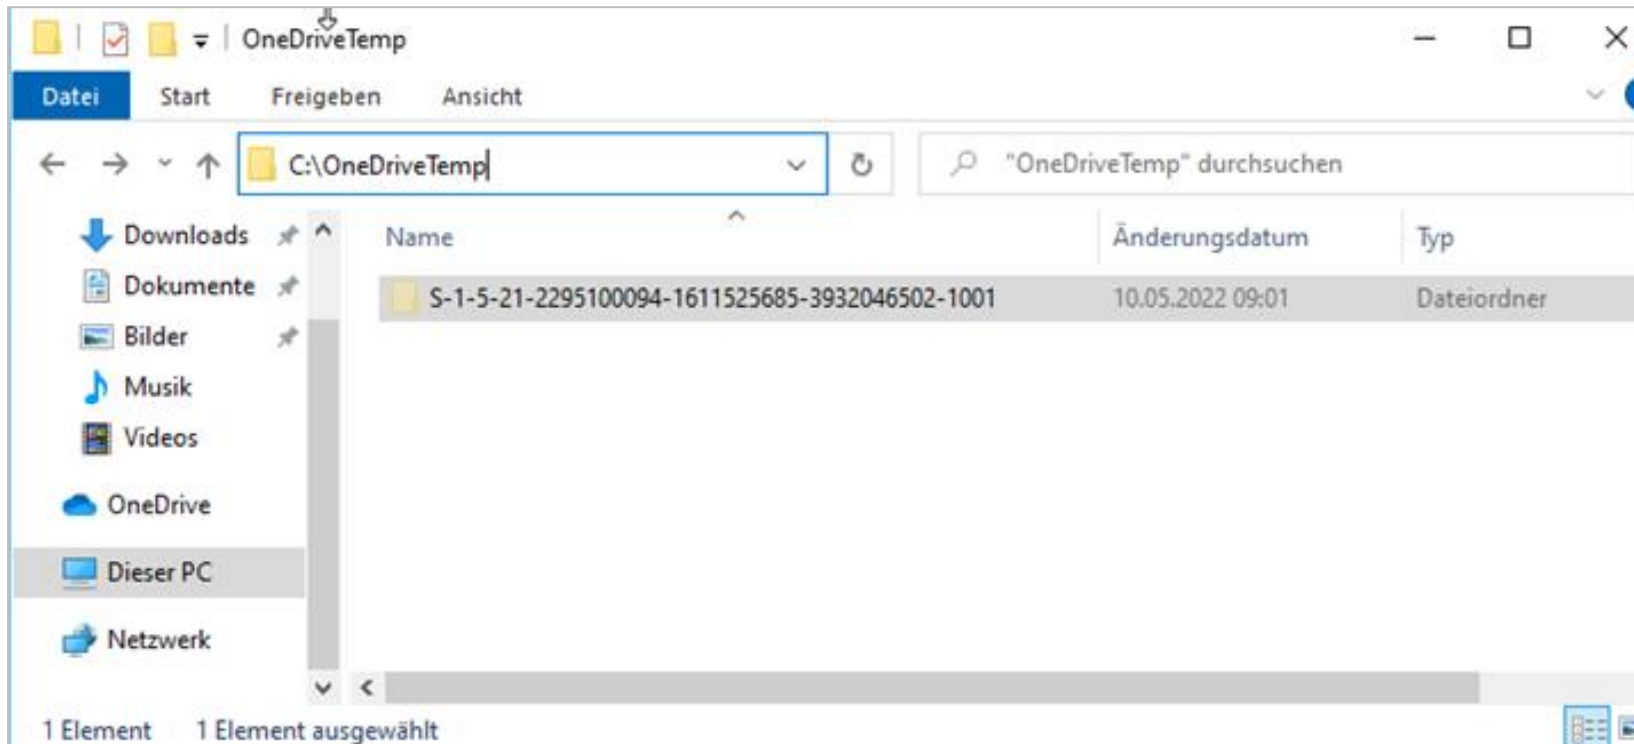 OneDriveTemp
Datei Start Freigeben Ansicht
C:\OneDriveTemp "OneDriveTemp" durchsuchen
Name Änderungsdatum Typ
S-1-5-21-2295100094-1611525685-3932046502-1001 10.05.2022 09:01 Dateiordner
Downloads
Dokumente
Bilder
Musik
Videos
OneDrive
Dieser PC
Netzwerk
1 Element 1 Element ausgewählt